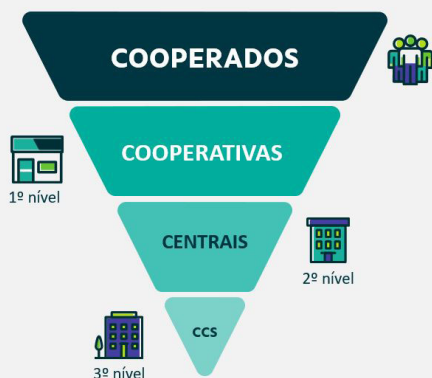 COOPERADOS
COOPERATIVAS
1º nível
CENTRAIS
2º nível
CCS
3º nível